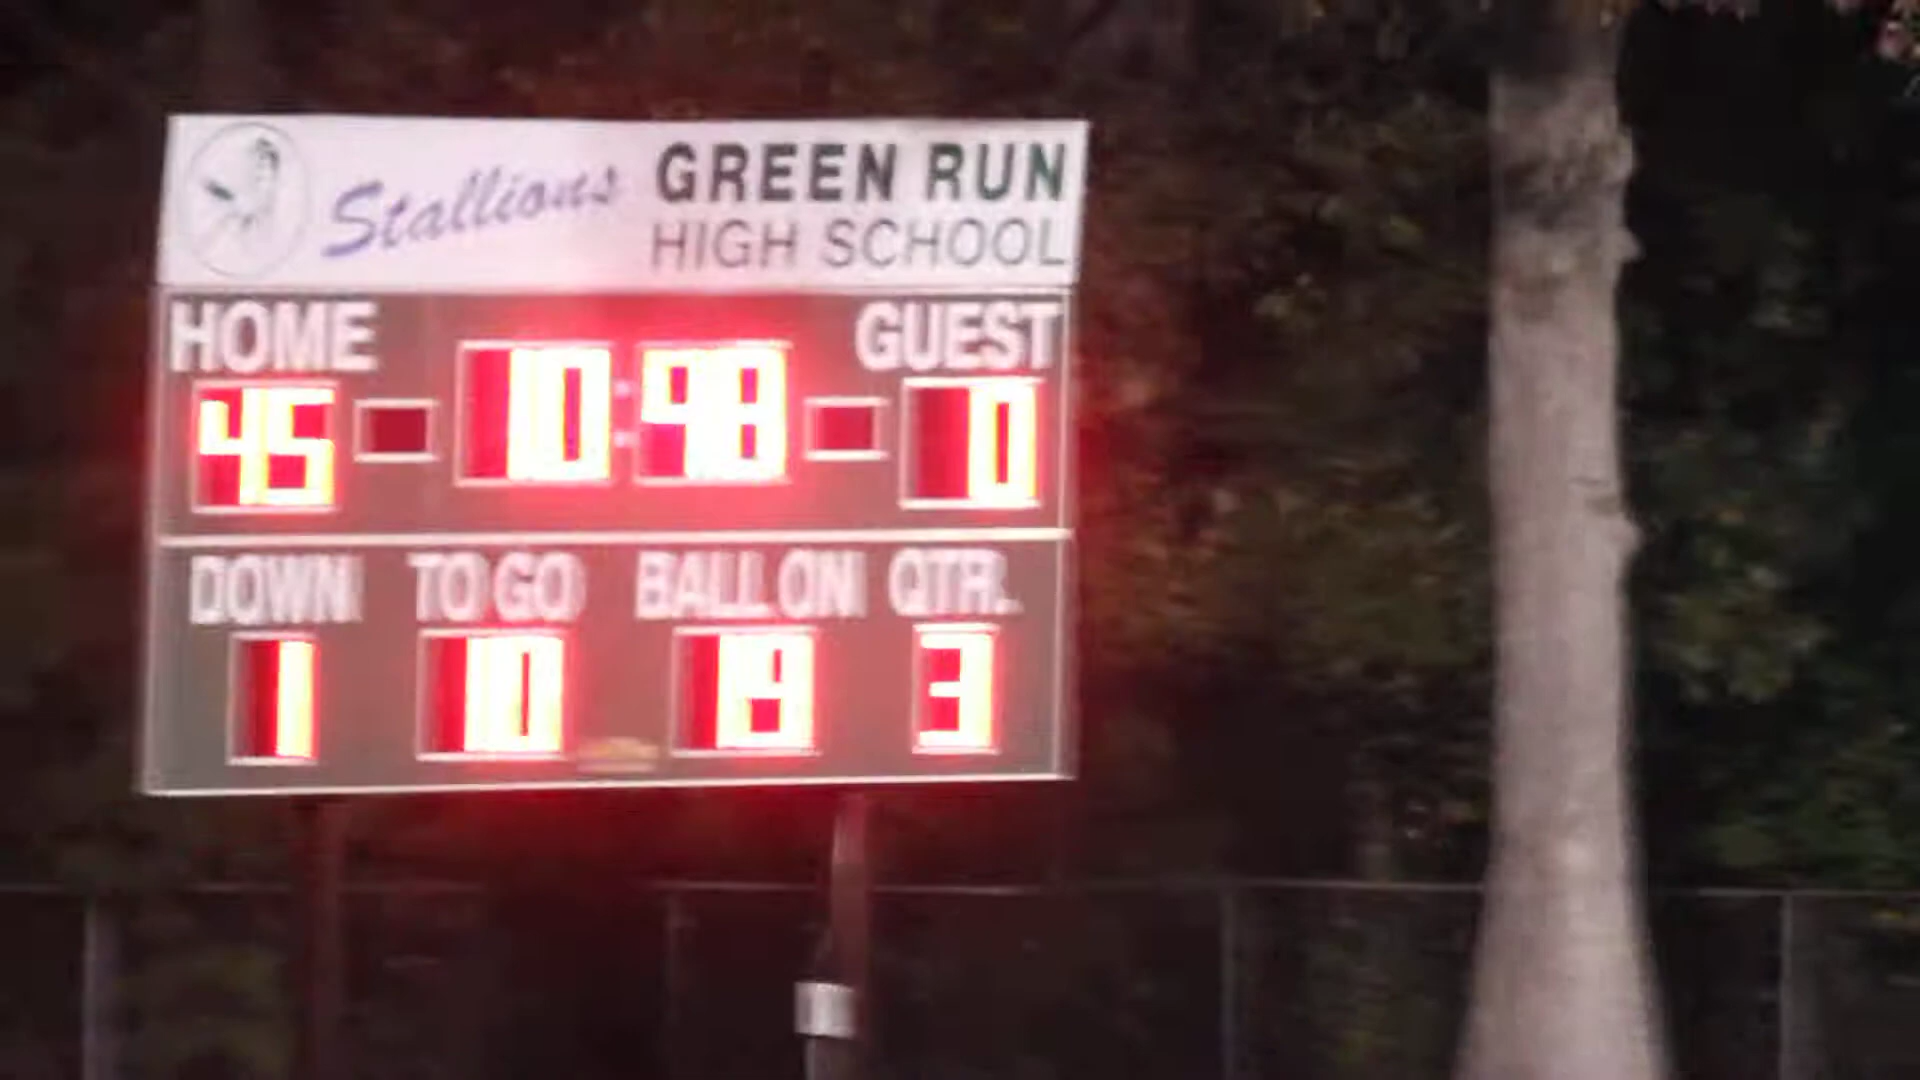 Stallions GREEN RUN
HIGH SCHOOL
HOME GUEST
45 10:48 0
DOWN TO GO BALL ON QTR.
1 10 19 3